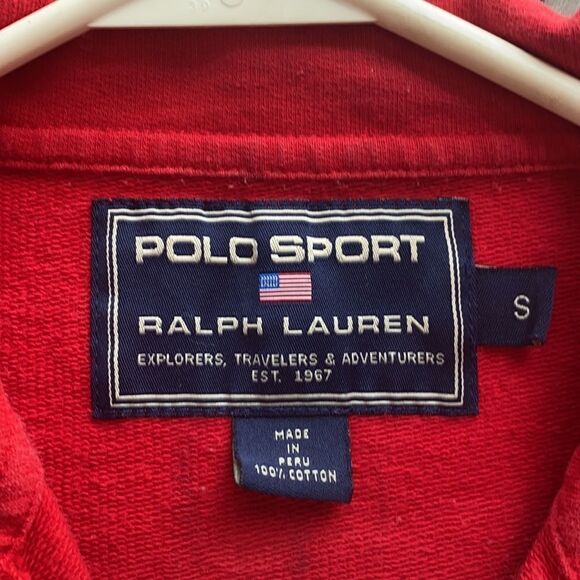 POLO SPORT
RALPH LAUREN
EXPLORERS, TRAVELERS & ADVENTURERS
EST. 1967
S
MADE
IN
PERU
100% COTTON